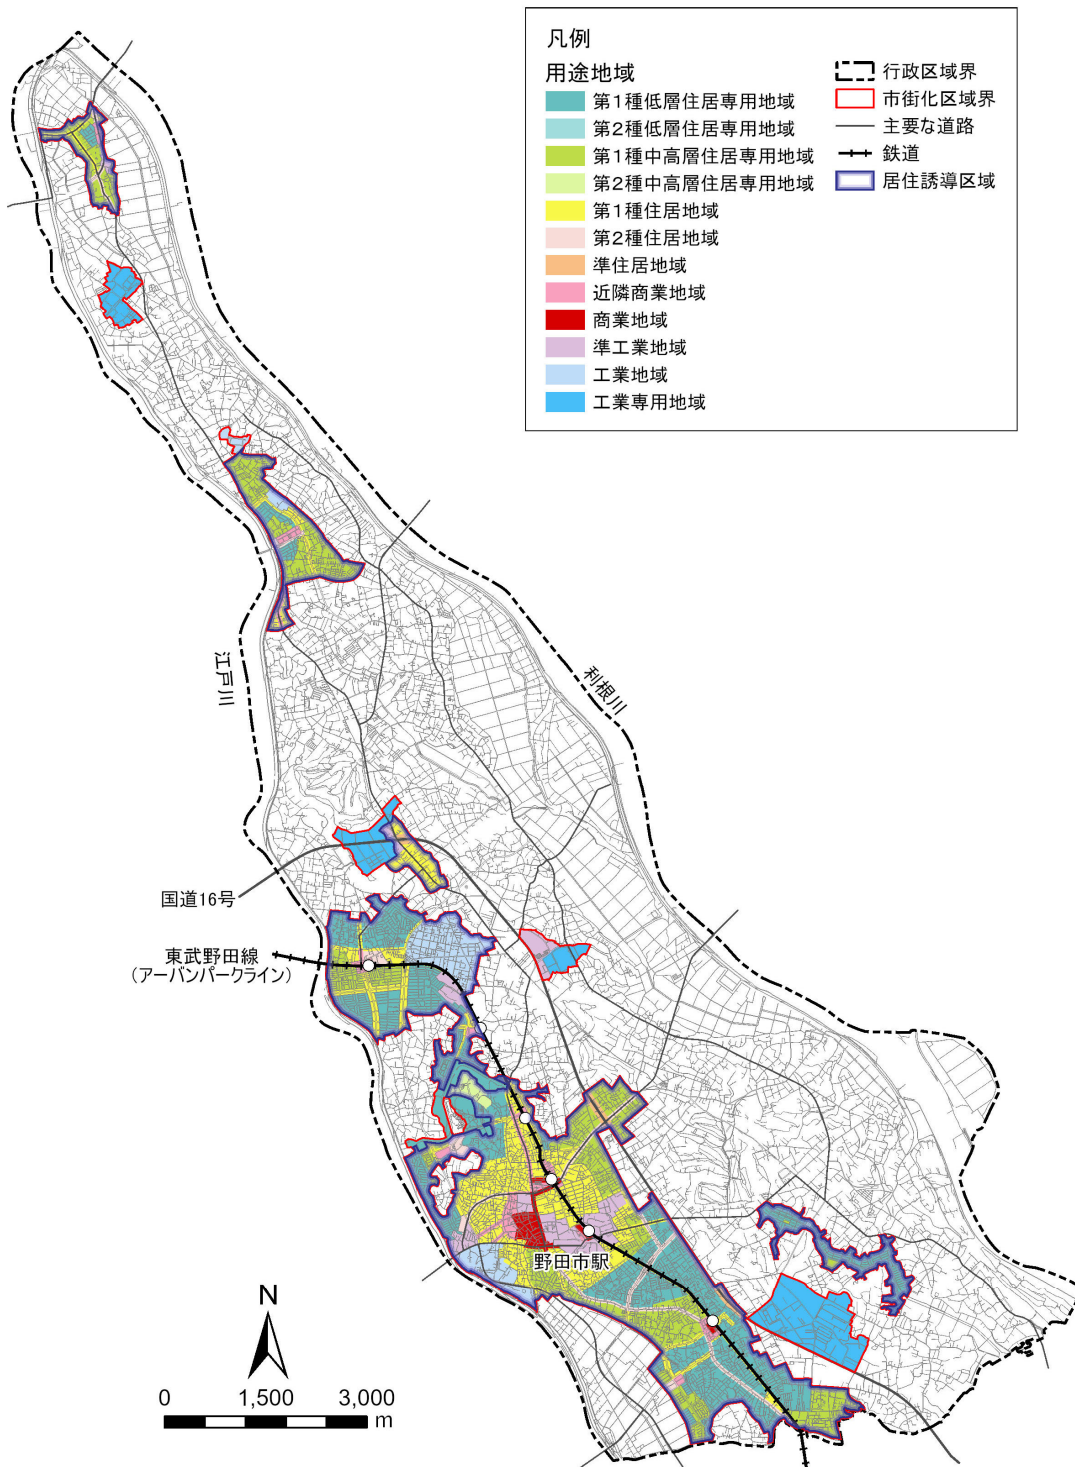 凡例
用途地域
第1種低層住居専用地域
第2種低層住居専用地域
第1種中高層住居専用地域
第2種中高層住居専用地域
第1種住居地域
第2種住居地域
準住居地域
近隣商業地域
商業地域
準工業地域
工業地域
工業専用地域
行政区域界
市街化区域界
主要な道路
鉄道
居住誘導区域
江戸川
利根川
国道16号
東武野田線
(アーバンパークライン)
野田市駅
N
0 1,500 3,000
m